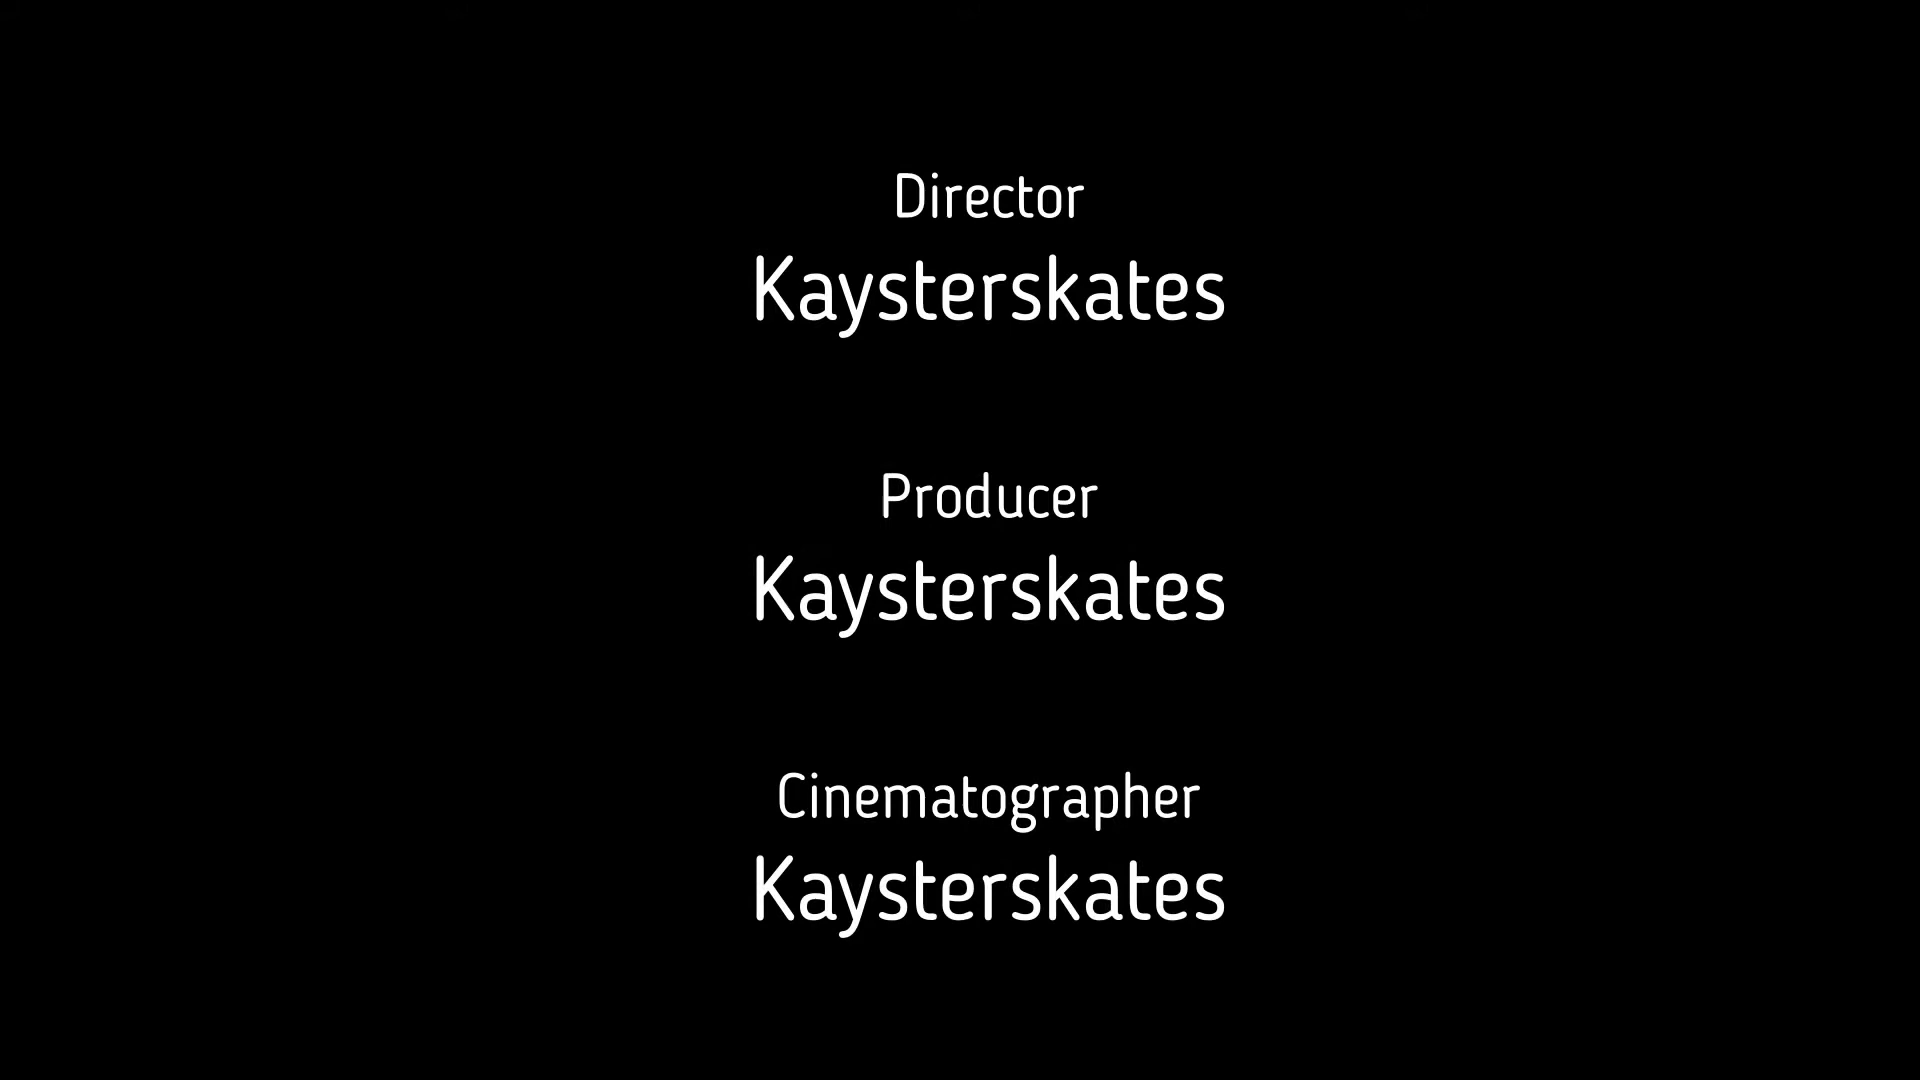 Director
Kaysterskates
Producer
Kaysterskates
Cinematographer
Kaysterskates